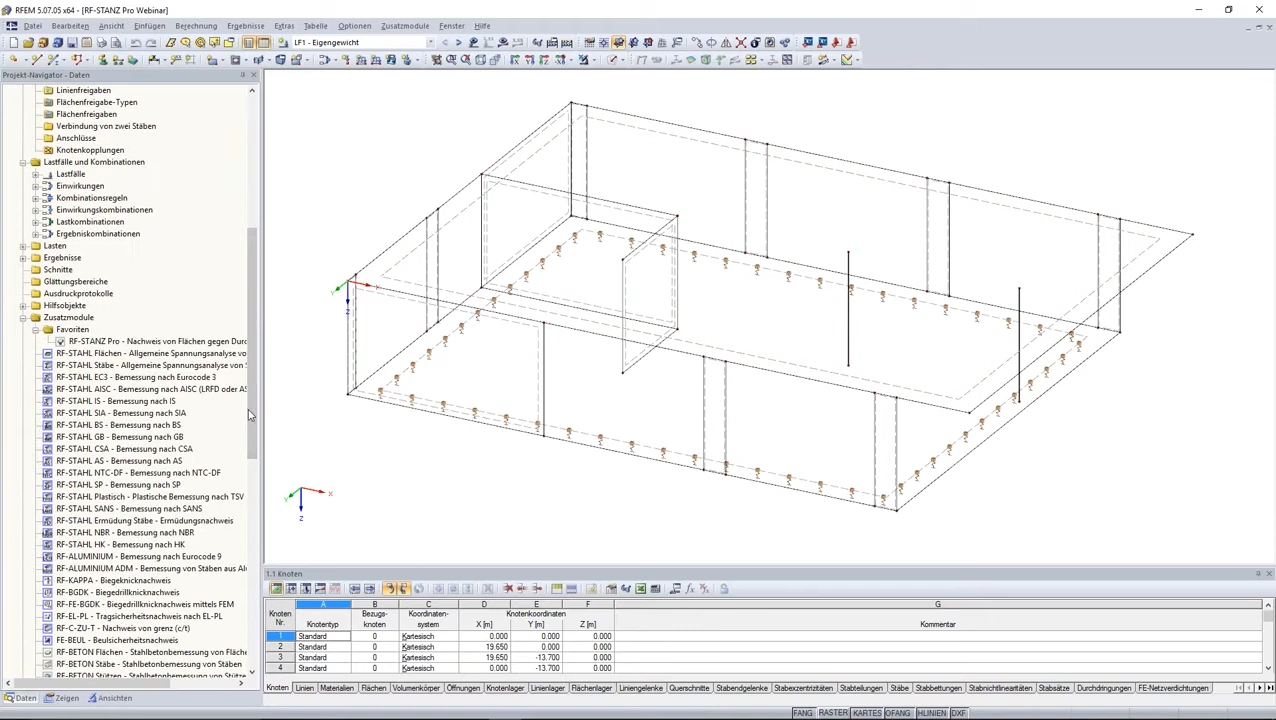 RFEM 5.07.05 x64 - [RF-STANZ Pro Webinar]
Datei Bearbeiten Ansicht Einfügen Berechnung Ergebnisse Extras Tabelle Optionen Zusatzmodule Fenster Hilfe
LF1 - Eigengewicht
Projekt-Navigator - Daten
Linienfreigaben
Flächenfreigabe-Typen
Flächenfreigaben
Verbindung von zwei Stäben
Anschlüsse
Knotenkopplungen
Lastfälle und Kombinationen
Lastfälle
Einwirkungen
Kombinationsregeln
Einwirkungskombinationen
Lastkombinationen
Ergebniskombinationen
Lasten
Ergebnisse
Schnitte
Glättungsbereiche
Ausdruckprotokolle
Hilfsobjekte
Zusatzmodule
Favoriten
RF-STANZ Pro - Nachweis von Flächen gegen Durc
RF-STAHL Flächen - Allgemeine Spannungsanalyse vo
RF-STAHL Stäbe - Allgemeine Spannungsanalyse von S
RF-STAHL EC3 - Bemessung nach Eurocode 3
RF-STAHL AISC - Bemessung nach AISC (LRFD oder AS
RF-STAHL IS - Bemessung nach IS
RF-STAHL SIA - Bemessung nach SIA
RF-STAHL BS - Bemessung nach BS
RF-STAHL GB - Bemessung nach GB
RF-STAHL CSA - Bemessung nach CSA
RF-STAHL AS - Bemessung nach AS
RF-STAHL NTC-DF - Bemessung nach NTC-DF
RF-STAHL SP - Bemessung nach SP
RF-STAHL Plastisch - Plastische Bemessung nach TSV
RF-STAHL SANS - Bemessung nach SANS
RF-STAHL Ermüdung Stäbe - Ermüdungsnachweis
RF-STAHL NBR - Bemessung nach NBR
RF-STAHL HK - Bemessung nach HK
RF-ALUMINIUM - Bemessung nach Eurocode 9
RF-ALUMINIUM ADM - Bemessung von Stäben aus Alu
RF-KAPPA - Biegeknicknachweis
RF-BGDK - Biegedrillknicknachweis
RF-FE-BGDK - Biegedrillknicknachweis mittels FEM
RF-EL-PL - Tragsicherheitsnachweis nach EL-PL
RF-C-ZU-T - Nachweis von grenz (c/t)
FE-BEUL - Beulsicherheitsnachweis
RF-BETON Flächen - Stahlbetonbemessung von Fläche
RF-BETON Stäbe - Stahlbetonbemessung von Stäben
RF-BETON Stützen - Stahlbetonbemessung von Stütze
Daten Zeigen Ansichten
X
Y
Z
X
Y
Z
1.1 Knoten
A B C D E F G
Knoten Bezugs- Koordinaten- Knotenkoordinaten
Nr. Knotentyp knoten system X [m] Y [m] Z [m] Kommentar
1 Standard 0 Kartesisch 0.000 0.000 0.000
2 Standard 0 Kartesisch 19.650 0.000 0.000
3 Standard 0 Kartesisch 19.650 -13.700 0.000
4 Standard 0 Kartesisch 0.000 -13.700 0.000
Knoten Linien Materialien Flächen Volumenkörper Öffnungen Knotenlager Linienlager Flächenlager Liniengelenke Querschnitte Stabendgelenke Stabexzentrizitäten Stabteilungen Stäbe Stabbettungen Stabnichtlinearitäten Stabsätze Durchdringungen FE-Netzverdichtungen
FANG RASTER KARTES OFANG HLINIEN DXF